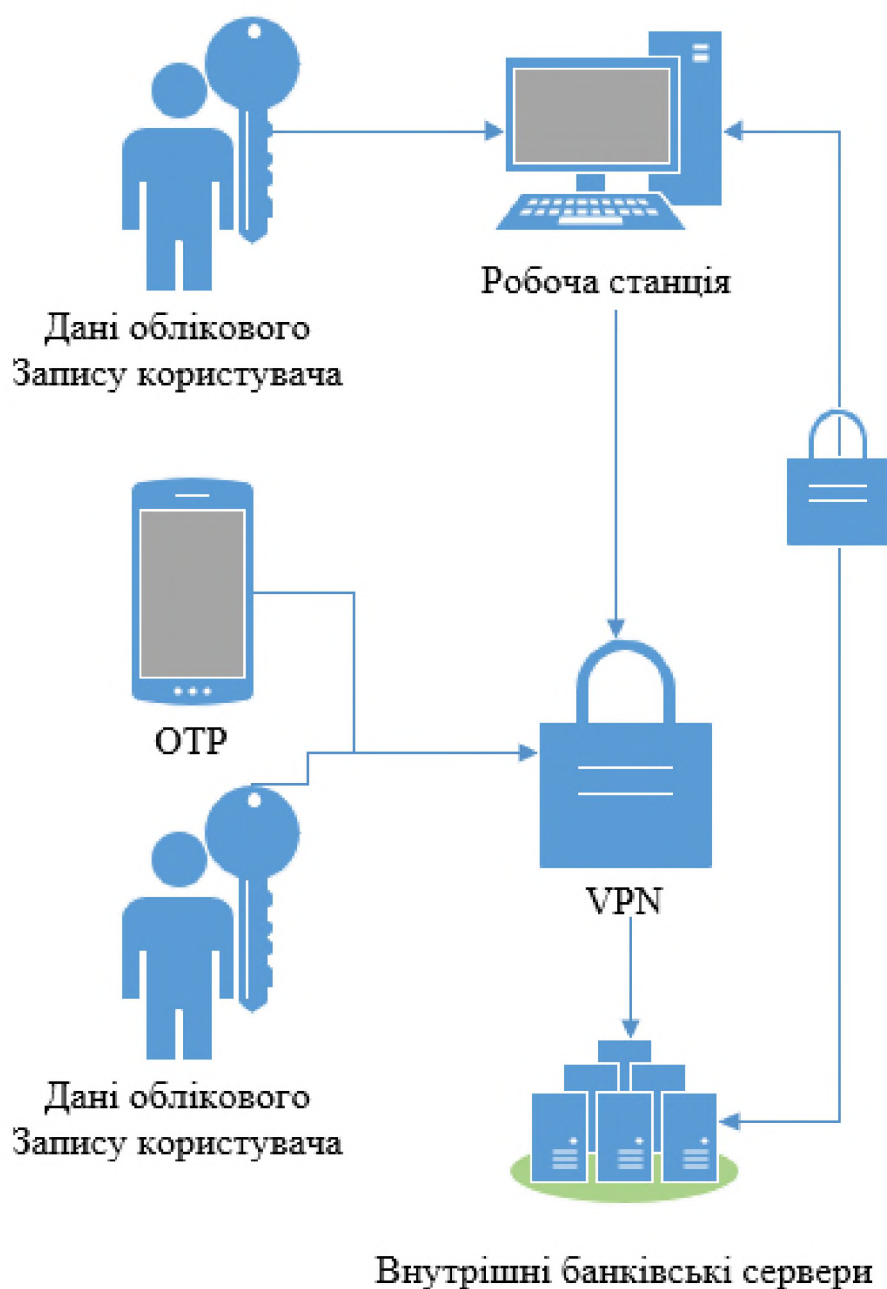 Робоча станція
Дані облікового
Запису користувача
OTP
VPN
Дані облікового
Запису користувача
Внутрішні банківські сервери